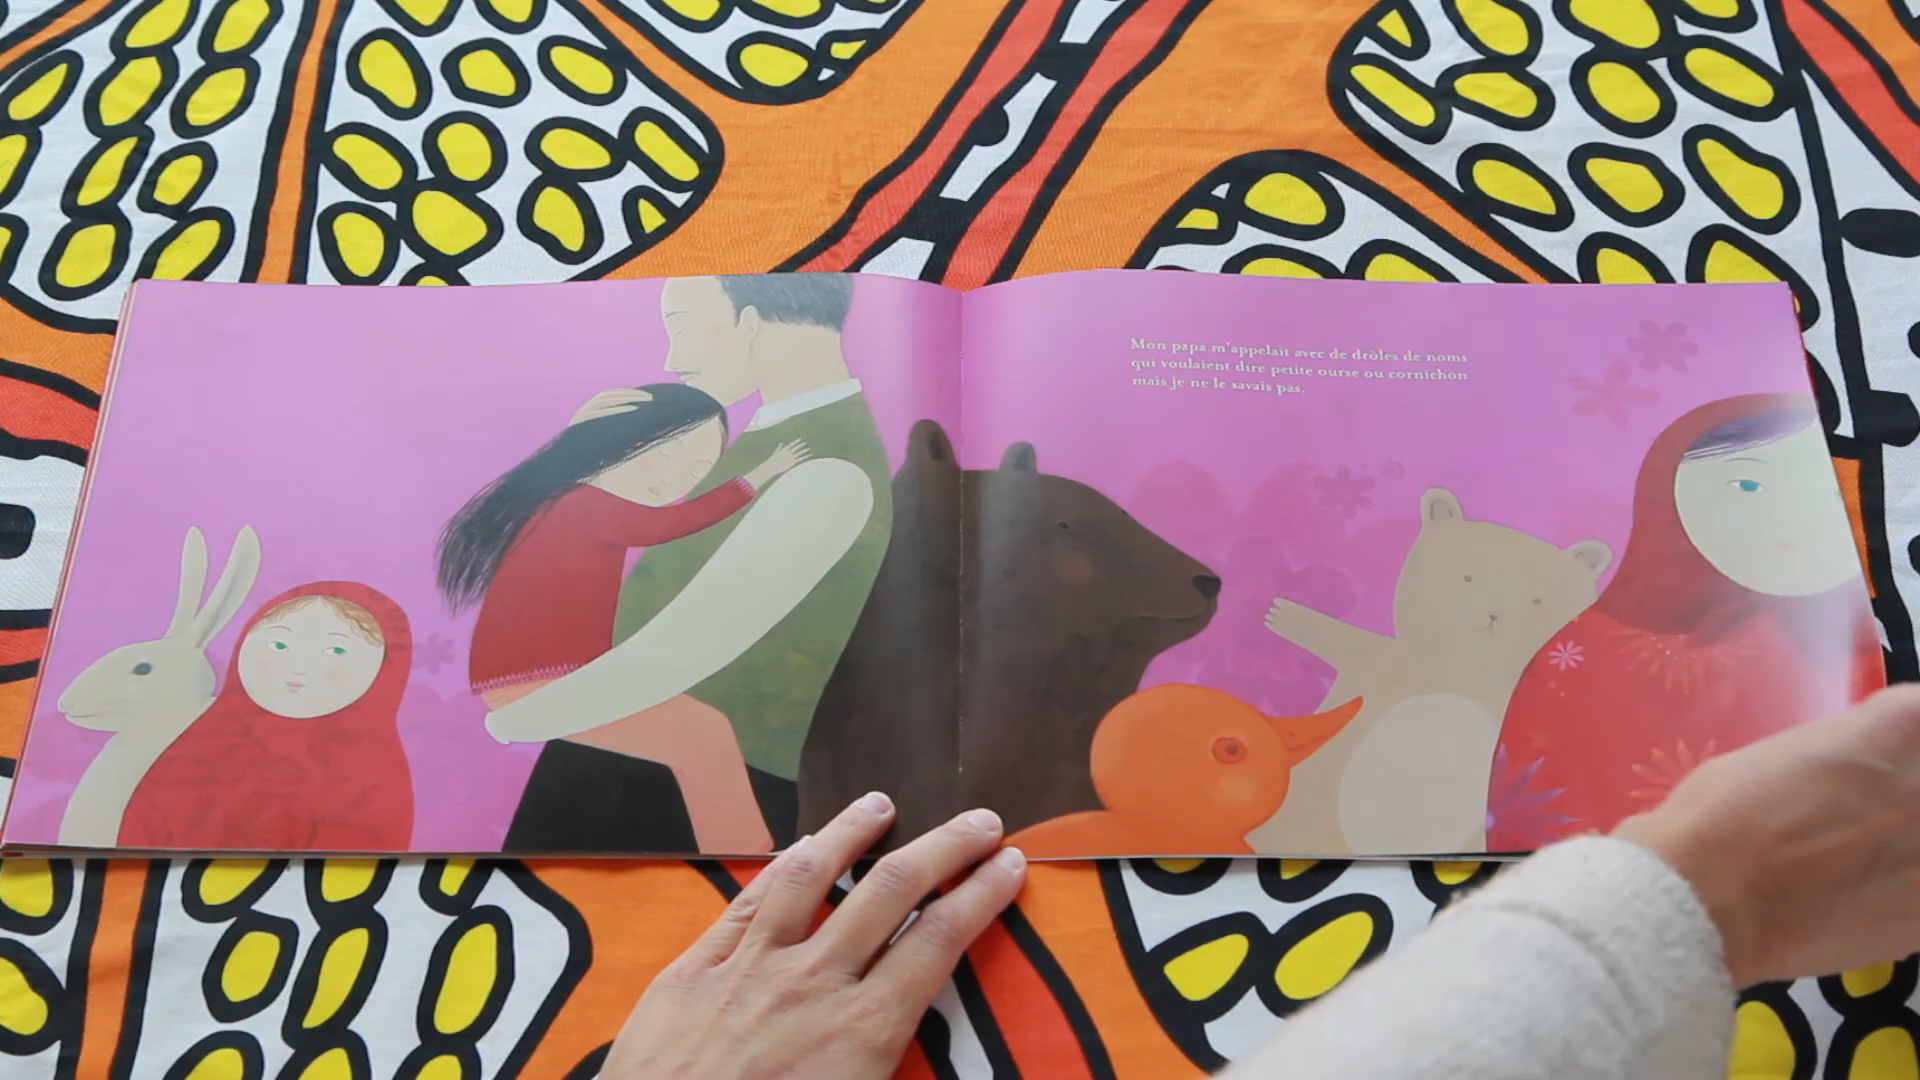 Mon papa m'appelait avec de drôles de noms
qui voulaient dire petite ourse ou cornichon
mais je ne le savais pas.